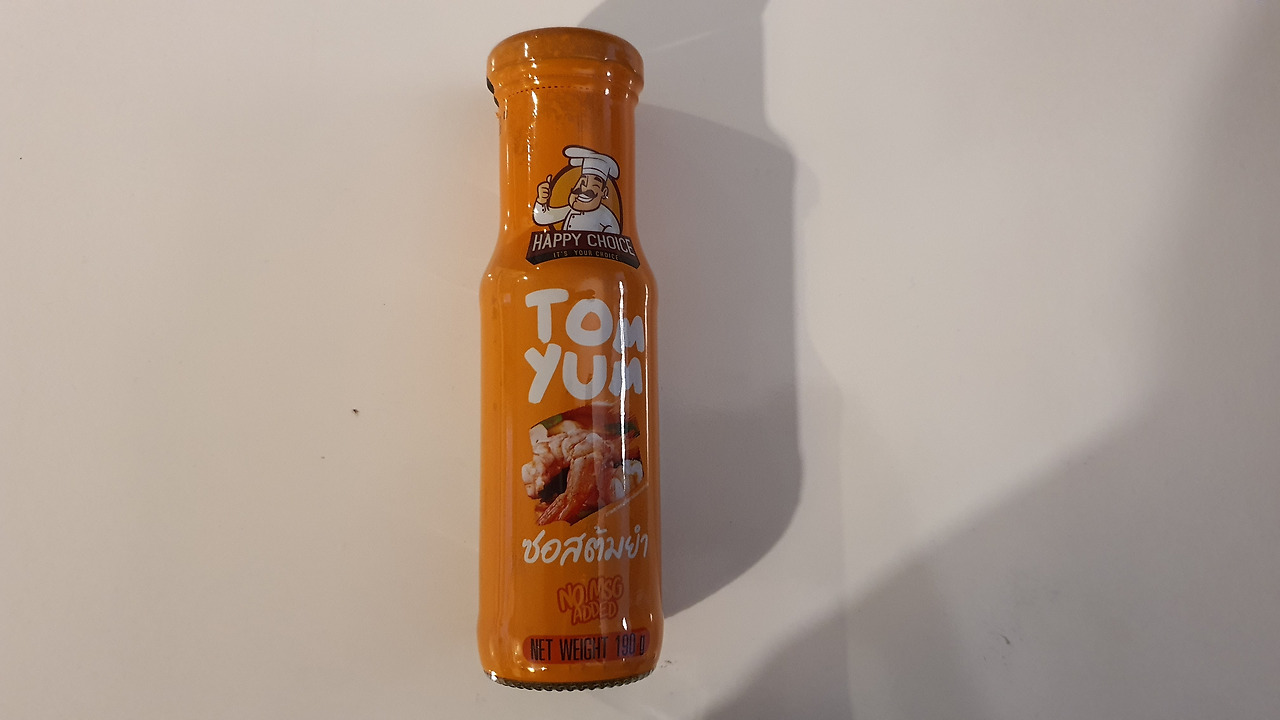 HAPPY CHOICE
IT'S YOUR CHOICE
TOM
YUM
ซอสต้มยำ
NO MSG
ADDED
NET WEIGHT 190 g